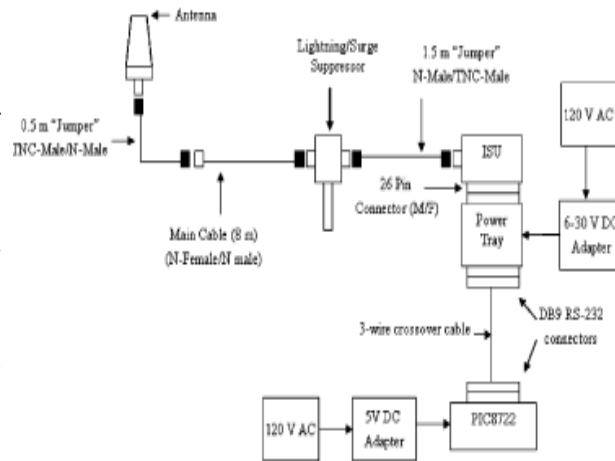 Antenna
Lightning/Surge
Suppressor
1.5 m "Jumper"
N-Male/TNC-Male
120 V AC
0.5 m "Jumper"
TNC-Male/N-Male
ISU
26 Pin
Connector (M/F)
Power
Tray
6-30 V DC
Adapter
Main Cable (8 m)
(N-Female/N male)
DB9 RS-232
connectors
3-wire crossover cable
120 V AC
5V DC
Adapter
PIC8722